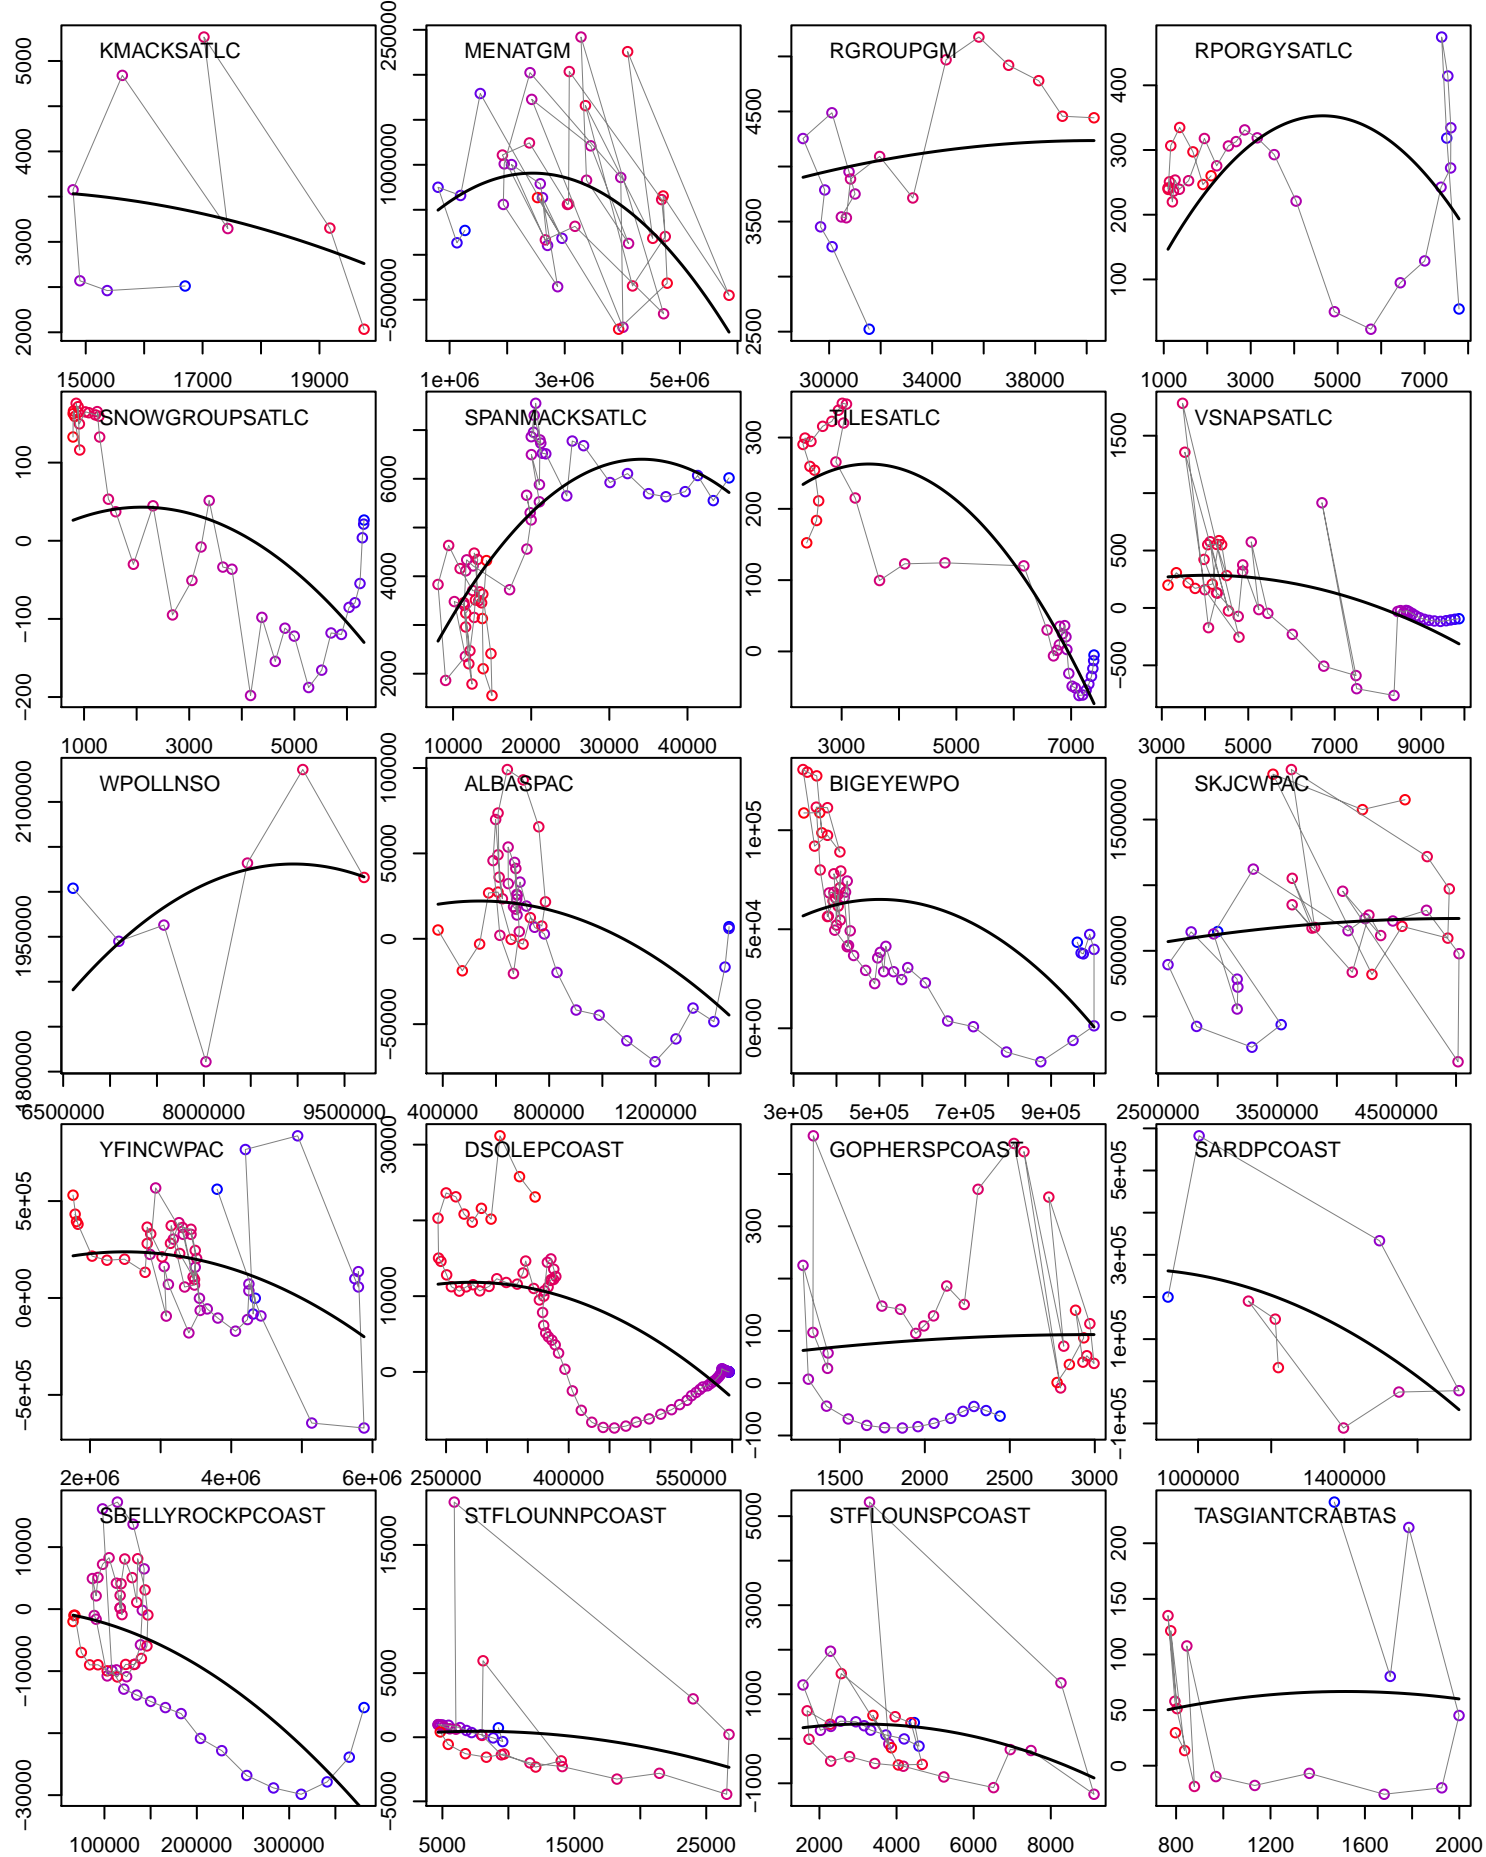 KMACKSATLC
5000
4000
3000
2000
15000 17000 19000
MENATGM
2500000
1000000
−500000
1e+06 3e+06 5e+06
RGROUPGM
4500
3500
2500
30000 34000 38000
RPORGYSATLC
400
300
200
100
1000 3000 5000 7000
SNOWGROUPSATLC
100
0
−100
−200
1000 3000 5000
SPANMACKSATLC
6000
4000
2000
10000 20000 30000 40000
TILESATLC
300
200
100
0
3000 5000 7000
VSNAPSATLC
1500
500
0
−500
3000 5000 7000 9000
WPOLLNSO
2100000
1950000
1800000
6500000 8000000 9500000
ALBASPAC
100000
50000
0
−50000
400000 800000 1200000
BIGEYEWPO
1e+05
5e+04
0e+00
3e+05 5e+05 7e+05 9e+05
SKJCWPAC
1500000
500000
0
25000000 35000000 45000000
YFINCWPAC
5e+05
0e+00
−5e+05
2e+06 4e+06 6e+06
DSOLEPCOAST
30000
10000
0
250000 400000 550000
GOPHERSPCOAST
300
100
0
−100
1500 2000 2500 3000
SARDPCOAST
5e+05
3e+05
1e+05
−1e+05
1000000 1400000
SBELLYROCKPCOAST
10000
0
−10000
−30000
100000 200000 300000
STFLOUNNPCOAST
15000
5000
0
−5000
5000 15000 25000
STFLOUNSPCOAST
5000
3000
1000
−1000
2000 4000 6000 8000
TASGIANTCRABTAS
200
150
100
50
0
800 1200 1600 2000